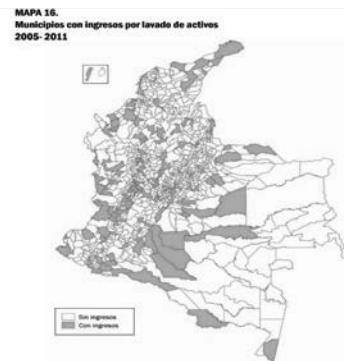 MAPA 16.
Municipios con ingresos por lavado de activos
2005- 2011
Sin ingresos
Con ingresos